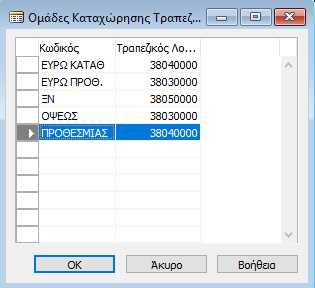 Ομάδες Καταχώρησης Τραπεζ...
Κωδικός Τραπεζικός Λο...
ΕΥΡΩ ΚΑΤΑΘ 38040000
ΕΥΡΩ ΠΡΟΘ. 38030000
ΞΝ 38050000
ΟΨΕΩΣ 38030000
ΠΡΟΘΕΣΜΙΑΣ 38040000
OK Άκυρο Βοήθεια